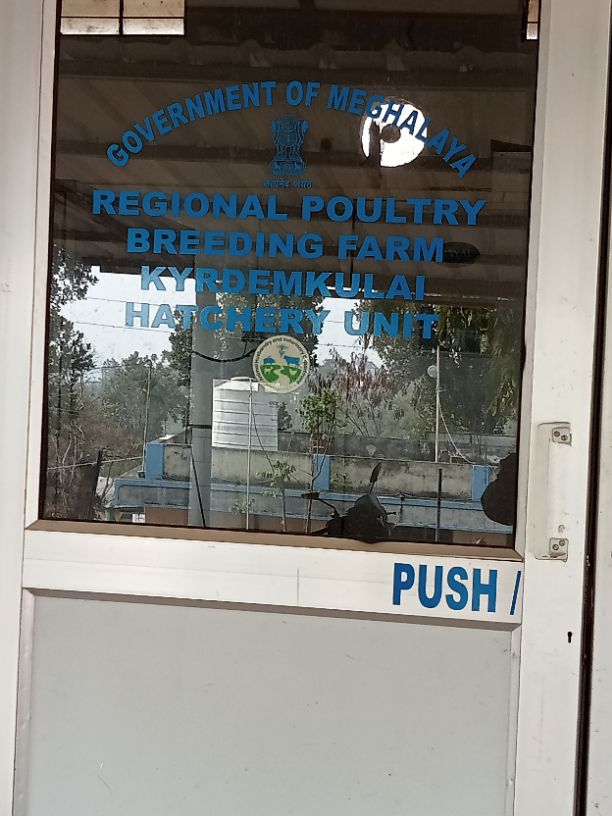 GOVERNMENT OF MEGHALAYA
सत्यमेव जयते
REGIONAL POULTRY
BREEDING FARM
KYRDEMKULAI
HATCHERY UNIT
PUSH /